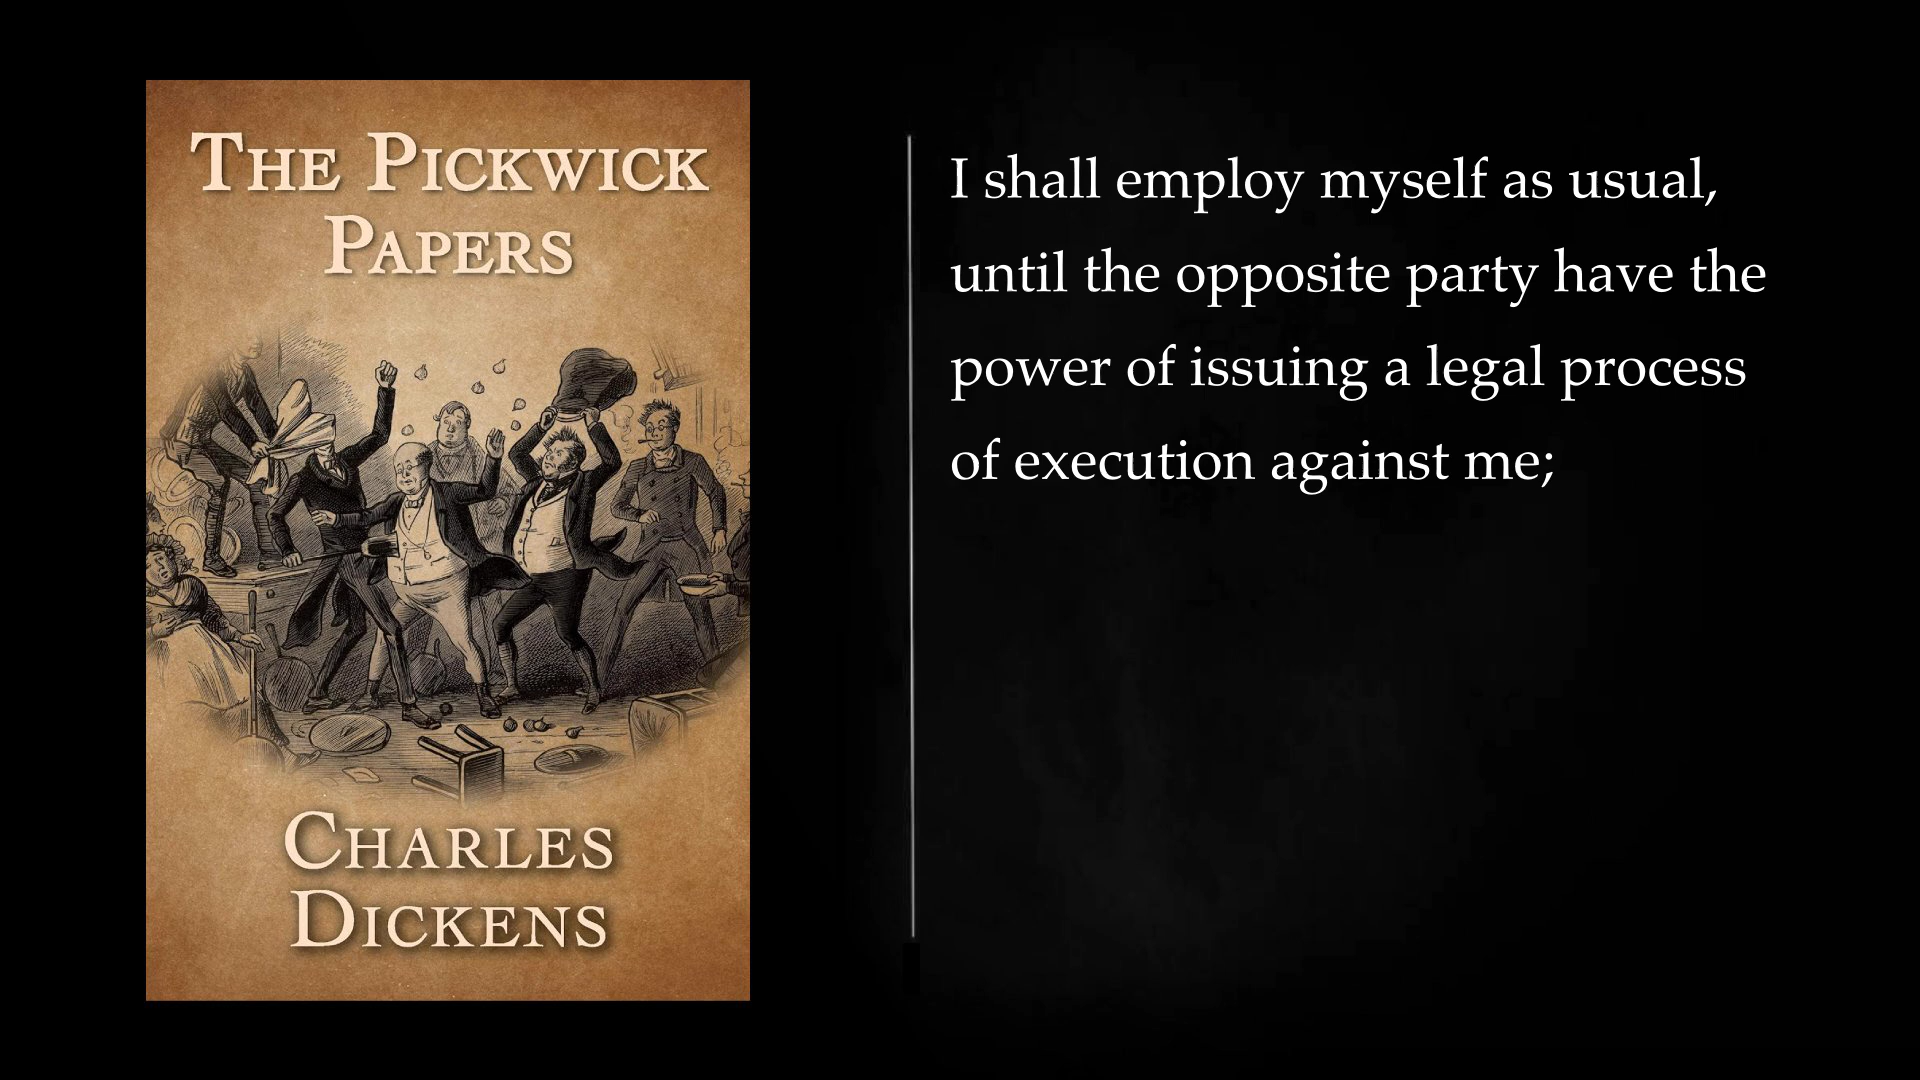 The Pickwick
Papers
Charles
Dickens
I shall employ myself as usual,
until the opposite party have the
power of issuing a legal process
of execution against me;